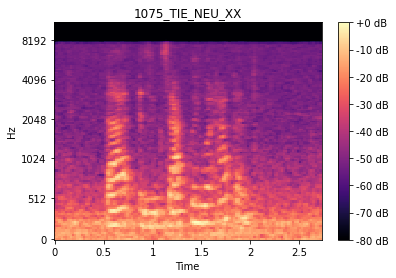 1075_TIE_NEU_XX
+0 dB
8192
-10 dB
4096
-20 dB
-30 dB
2048
Hz
-40 dB
1024
-50 dB
512
-60 dB
-70 dB
0
-80 dB
0 0.5 1 1.5 2 2.5
Time